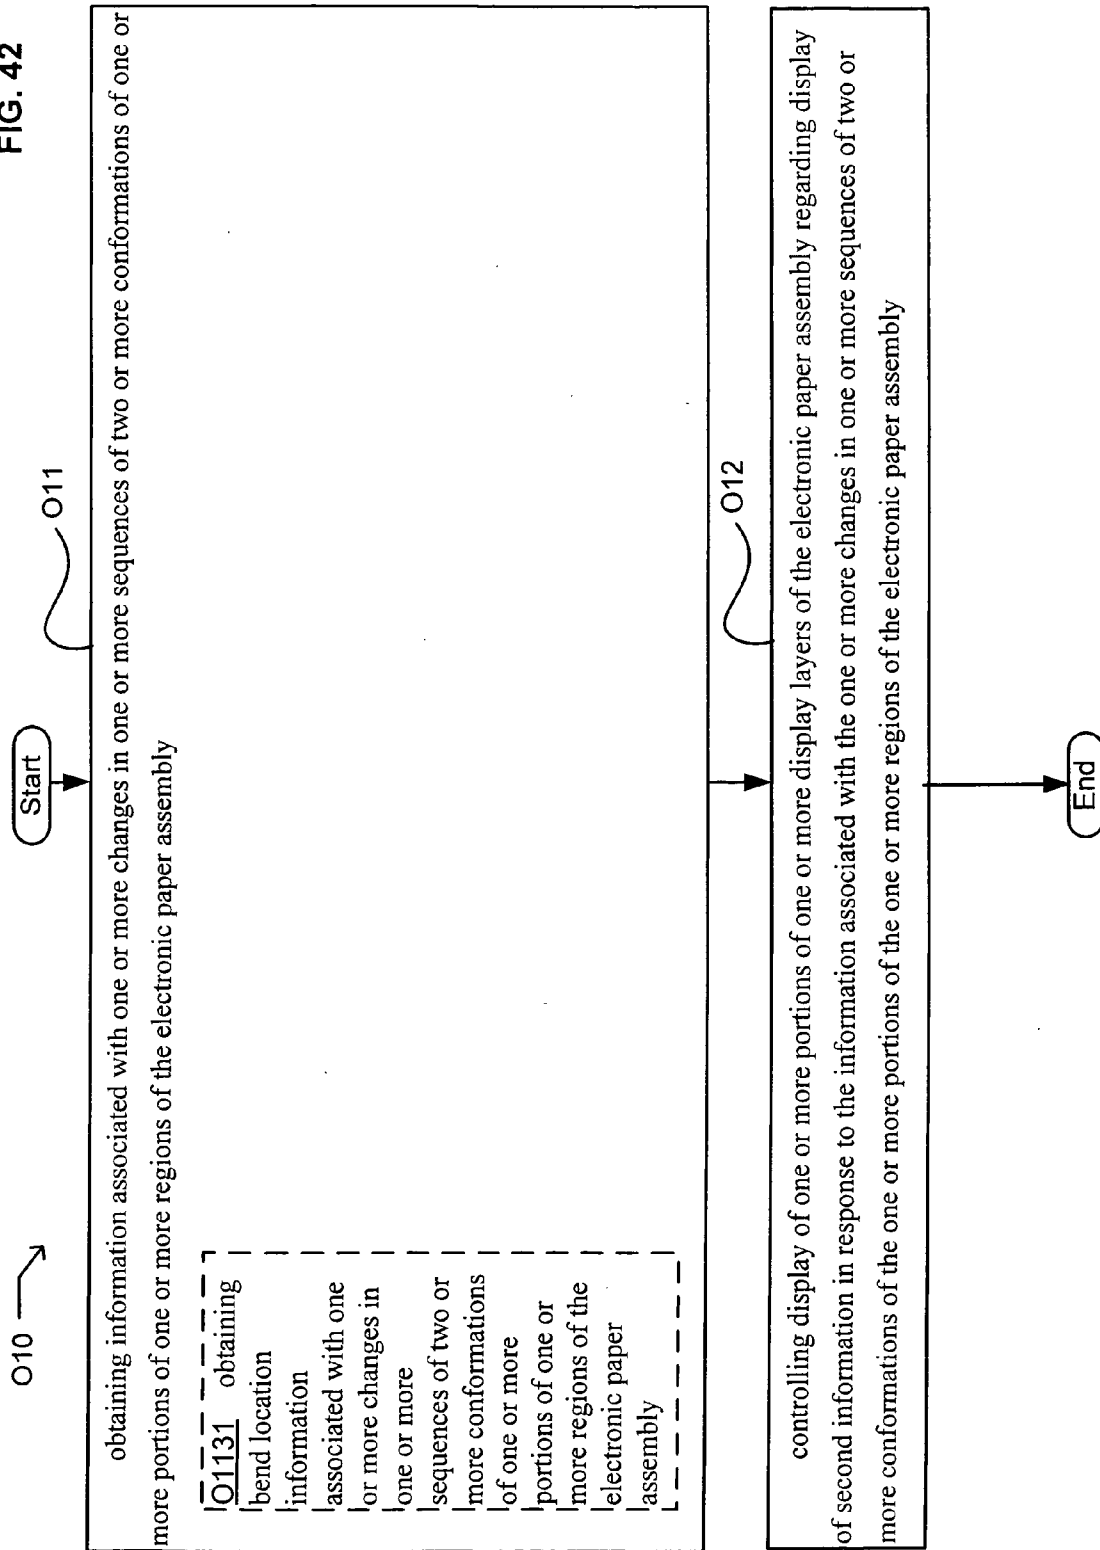 FIG. 42
O10
Start
O11
obtaining information associated with one or more changes in one or more sequences of two or more conformations of one or
more portions of one or more regions of the electronic paper assembly
O1131 obtaining
bend location
information
associated with one
or more changes in
one or more
sequences of two or
more conformations
of one or more
portions of one or
more regions of the
electronic paper
assembly
O12
controlling display of one or more portions of one or more display layers of the electronic paper assembly regarding display
of second information in response to the information associated with the one or more changes in one or more sequences of two or
more conformations of the one or more portions of the one or more regions of the electronic paper assembly
End